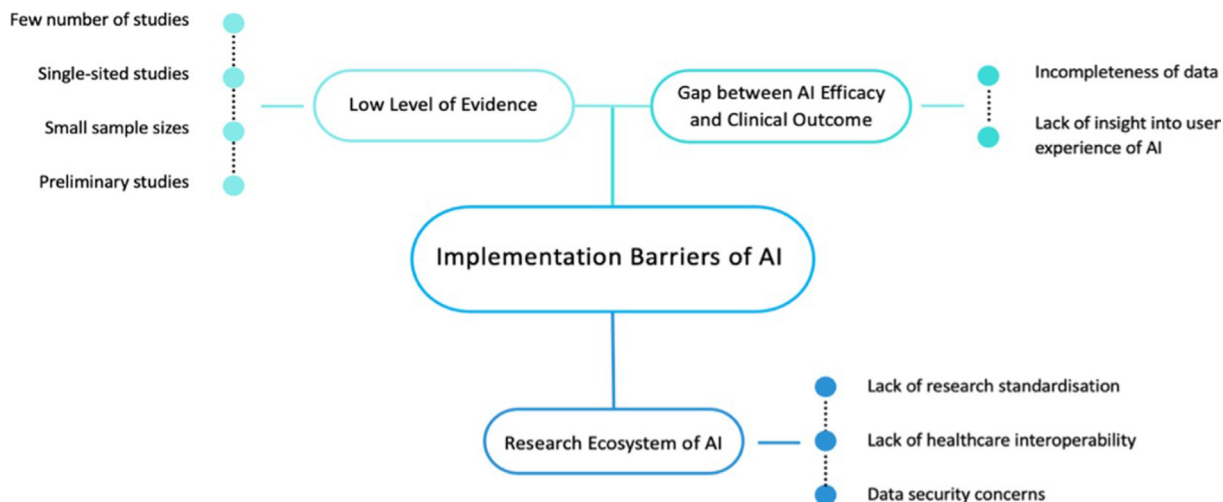 Few number of studies
Single-sited studies
Small sample sizes
Preliminary studies
Low Level of Evidence
Gap between AI Efficacy
and Clinical Outcome
Incompleteness of data
Lack of insight into user
experience of AI
Implementation Barriers of AI
Research Ecosystem of AI
Lack of research standardisation
Lack of healthcare interoperability
Data security concerns